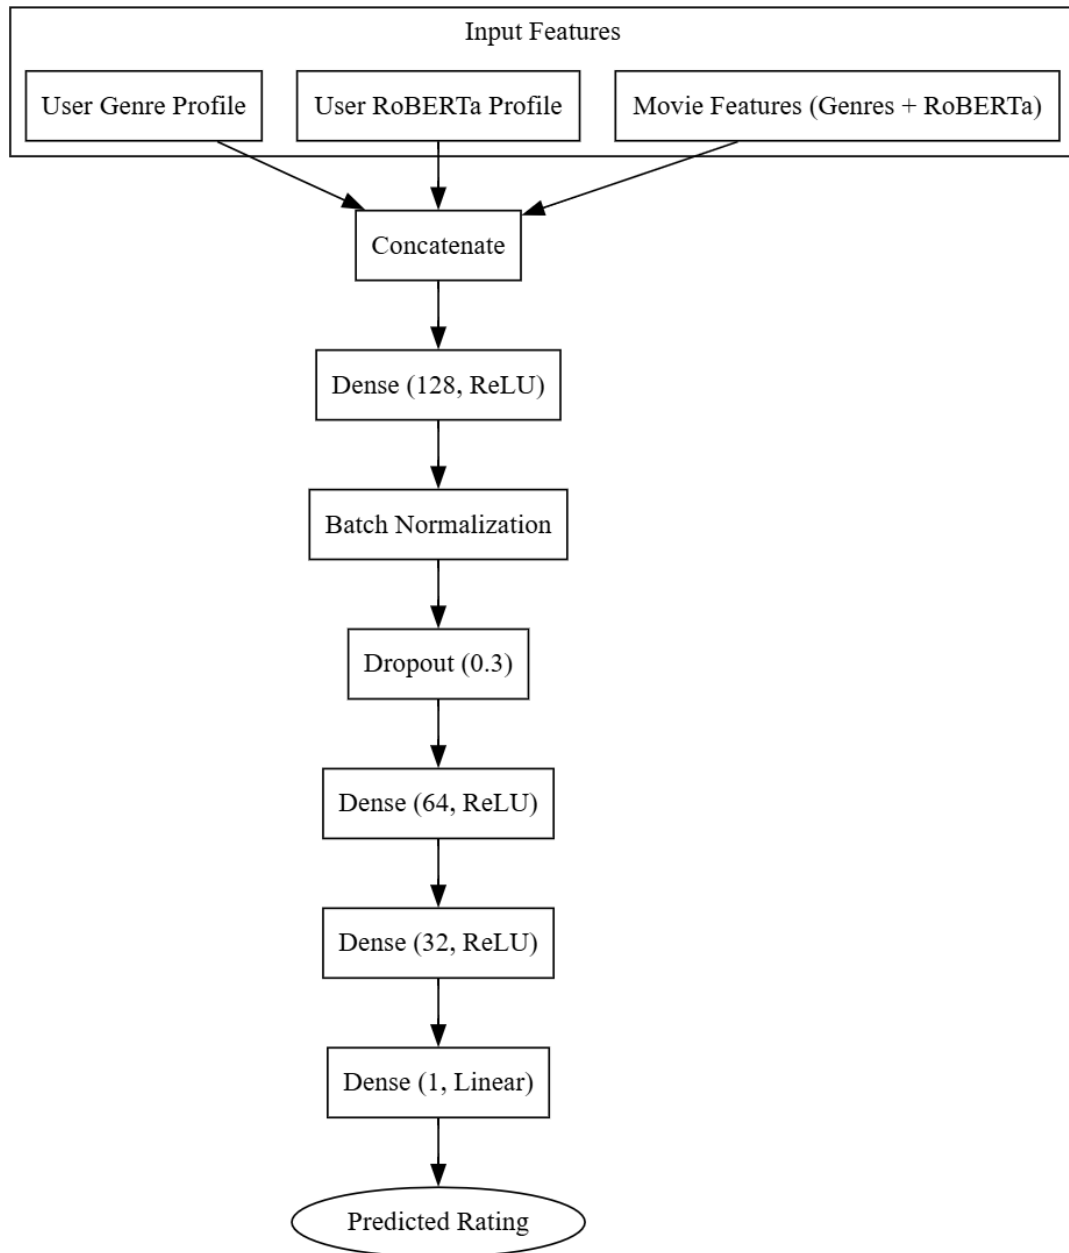 Input Features
User Genre Profile
User RoBERTa Profile
Movie Features (Genres + RoBERTa)
Concatenate
Dense (128, ReLU)
Batch Normalization
Dropout (0.3)
Dense (64, ReLU)
Dense (32, ReLU)
Dense (1, Linear)
Predicted Rating